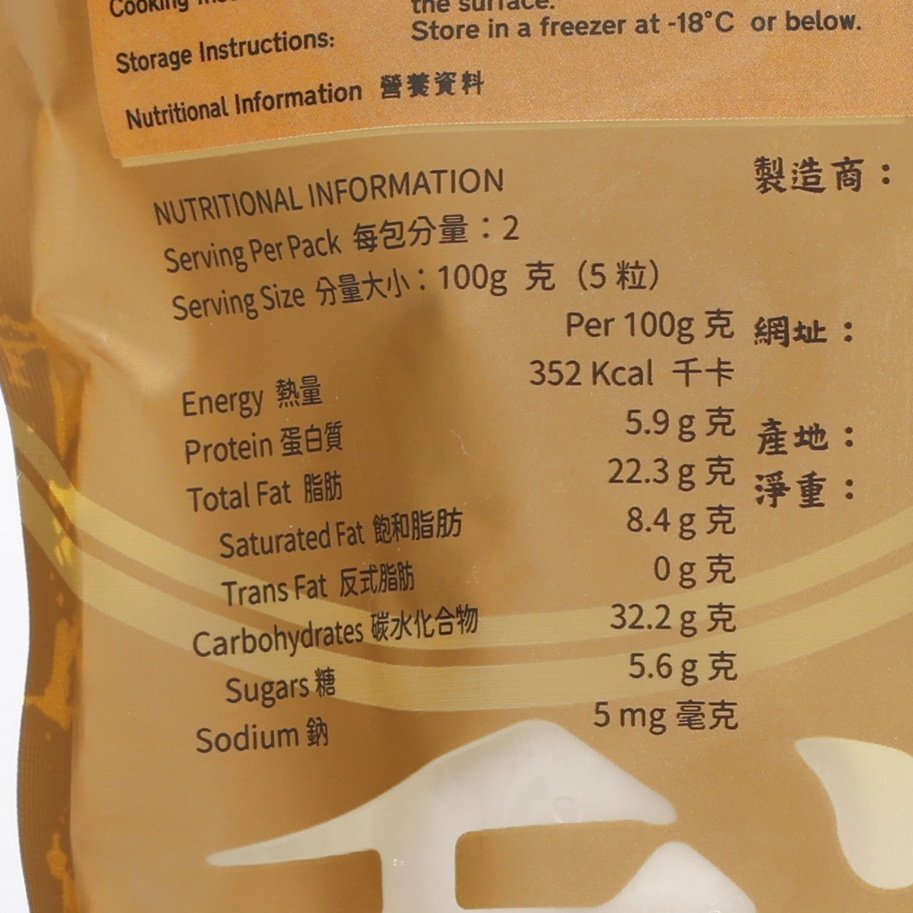 Cooking
the surface.
Storage Instructions: Store in a freezer at -18°C or below.
Nutritional Information 營養資料
NUTRITIONAL INFORMATION
Serving Per Pack 每包分量：2
Serving Size 分量大小：100g 克（5 粒）
Per 100g 克
Energy 熱量 352 Kcal 千卡
Protein 蛋白質 5.9 g 克
Total Fat 脂肪 22.3 g 克
Saturated Fat 飽和脂肪 8.4 g 克
Trans Fat 反式脂肪 0 g 克
Carbohydrates 碳水化合物 32.2 g 克
Sugars 糖 5.6 g 克
Sodium 鈉 5 mg 毫克
製造商：
網址：
產地：
淨重：